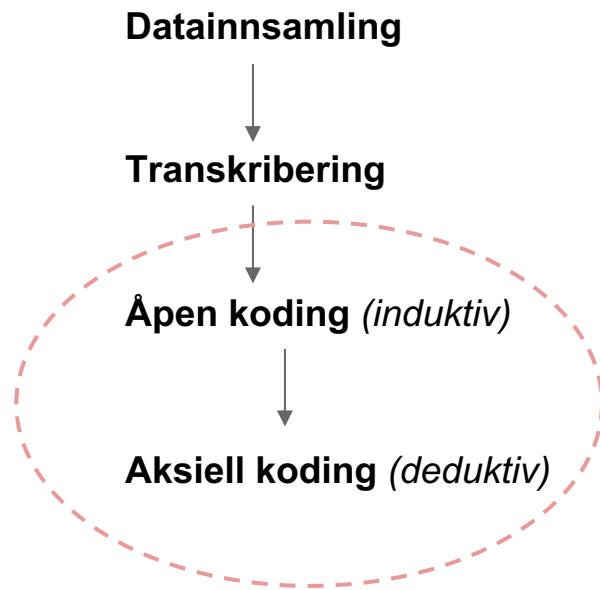 Datainnsamling
Transkribering
Åpen koding (induktiv)
Aksiell koding (deduktiv)